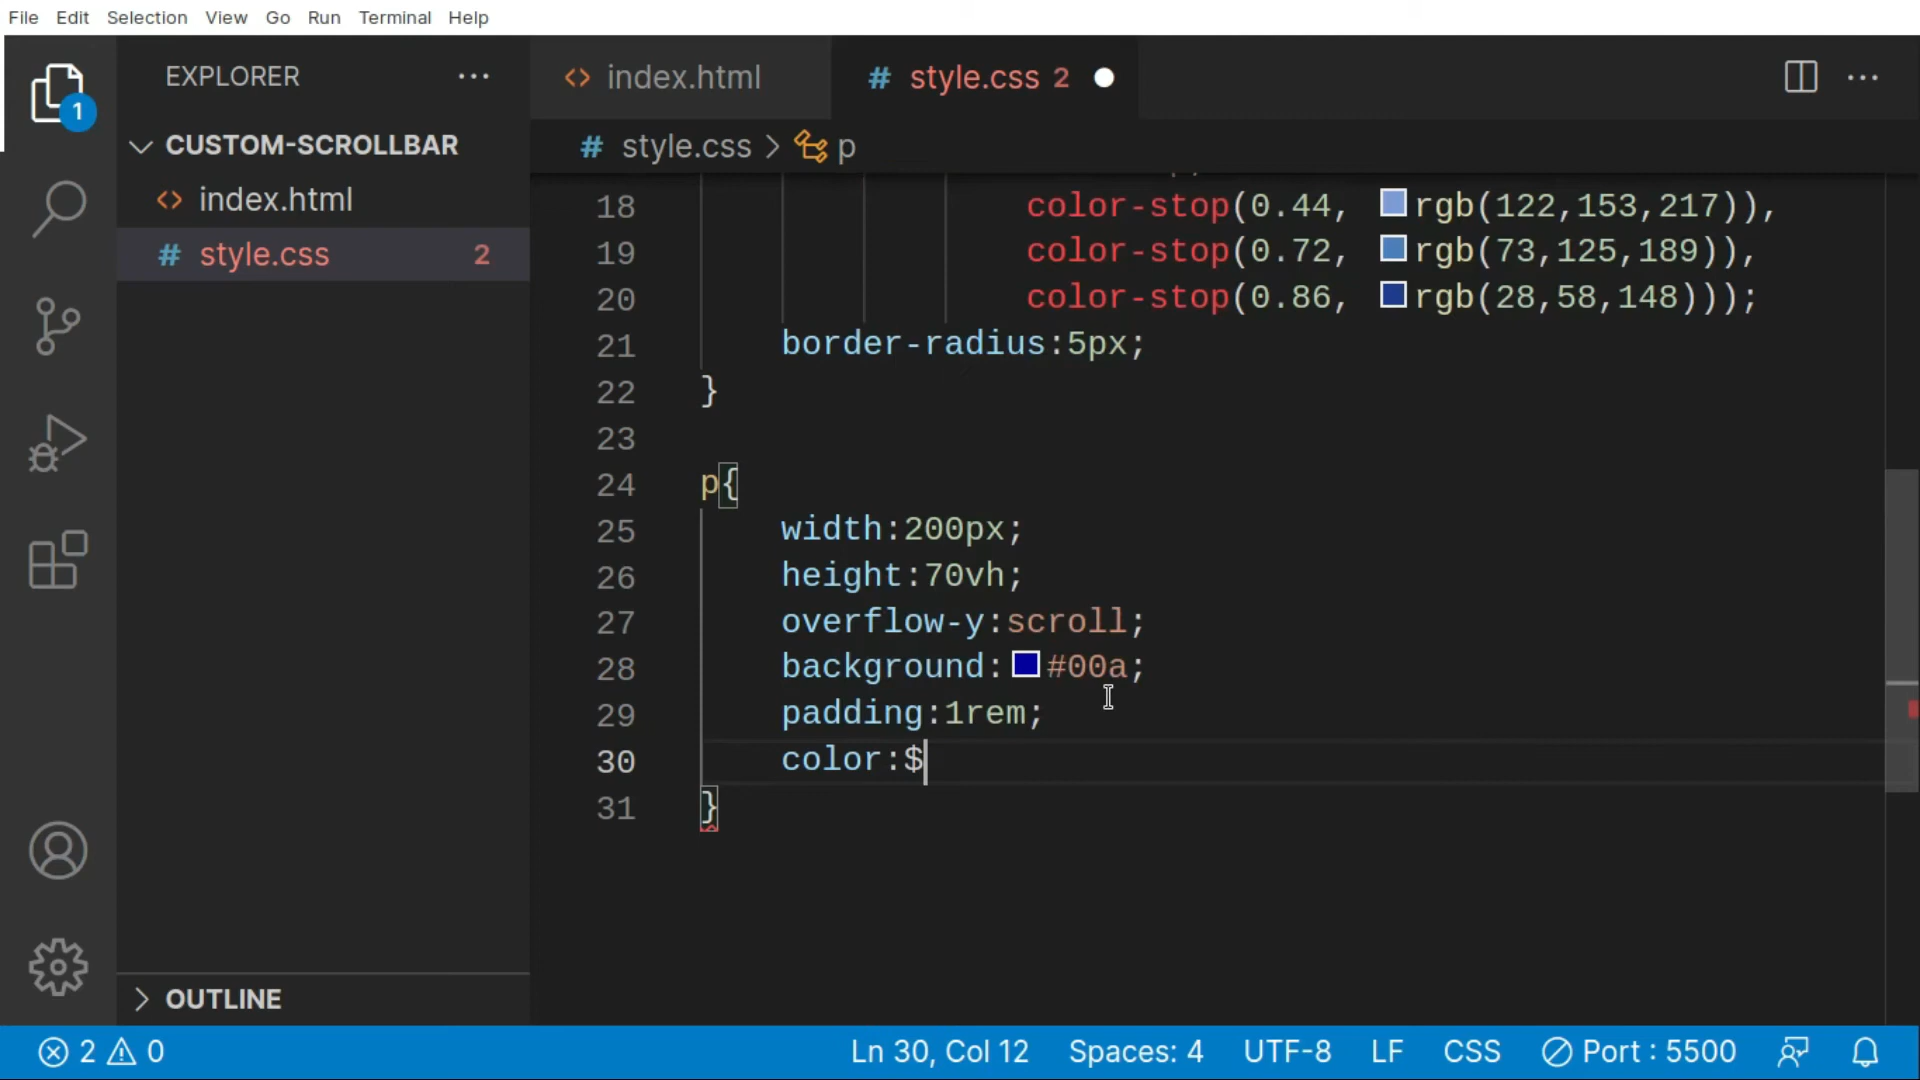 File Edit Selection View Go Run Terminal Help
EXPLORER ...
index.html
style.css 2
1
CUSTOM-SCROLLBAR
index.html
style.css 2
OUTLINE
# style.css > p
18 color-stop(0.44, rgb(122,153,217)),
19 color-stop(0.72, rgb(73,125,189)),
20 color-stop(0.86, rgb(28,58,148)));
21 border-radius:5px;
22 }
23
24 p{
25 width:200px;
26 height:70vh;
27 overflow-y:scroll;
28 background:#00a;
29 padding:1rem;
30 color:$
31 }
2 0 Ln 30, Col 12 Spaces: 4 UTF-8 LF CSS Port : 5500